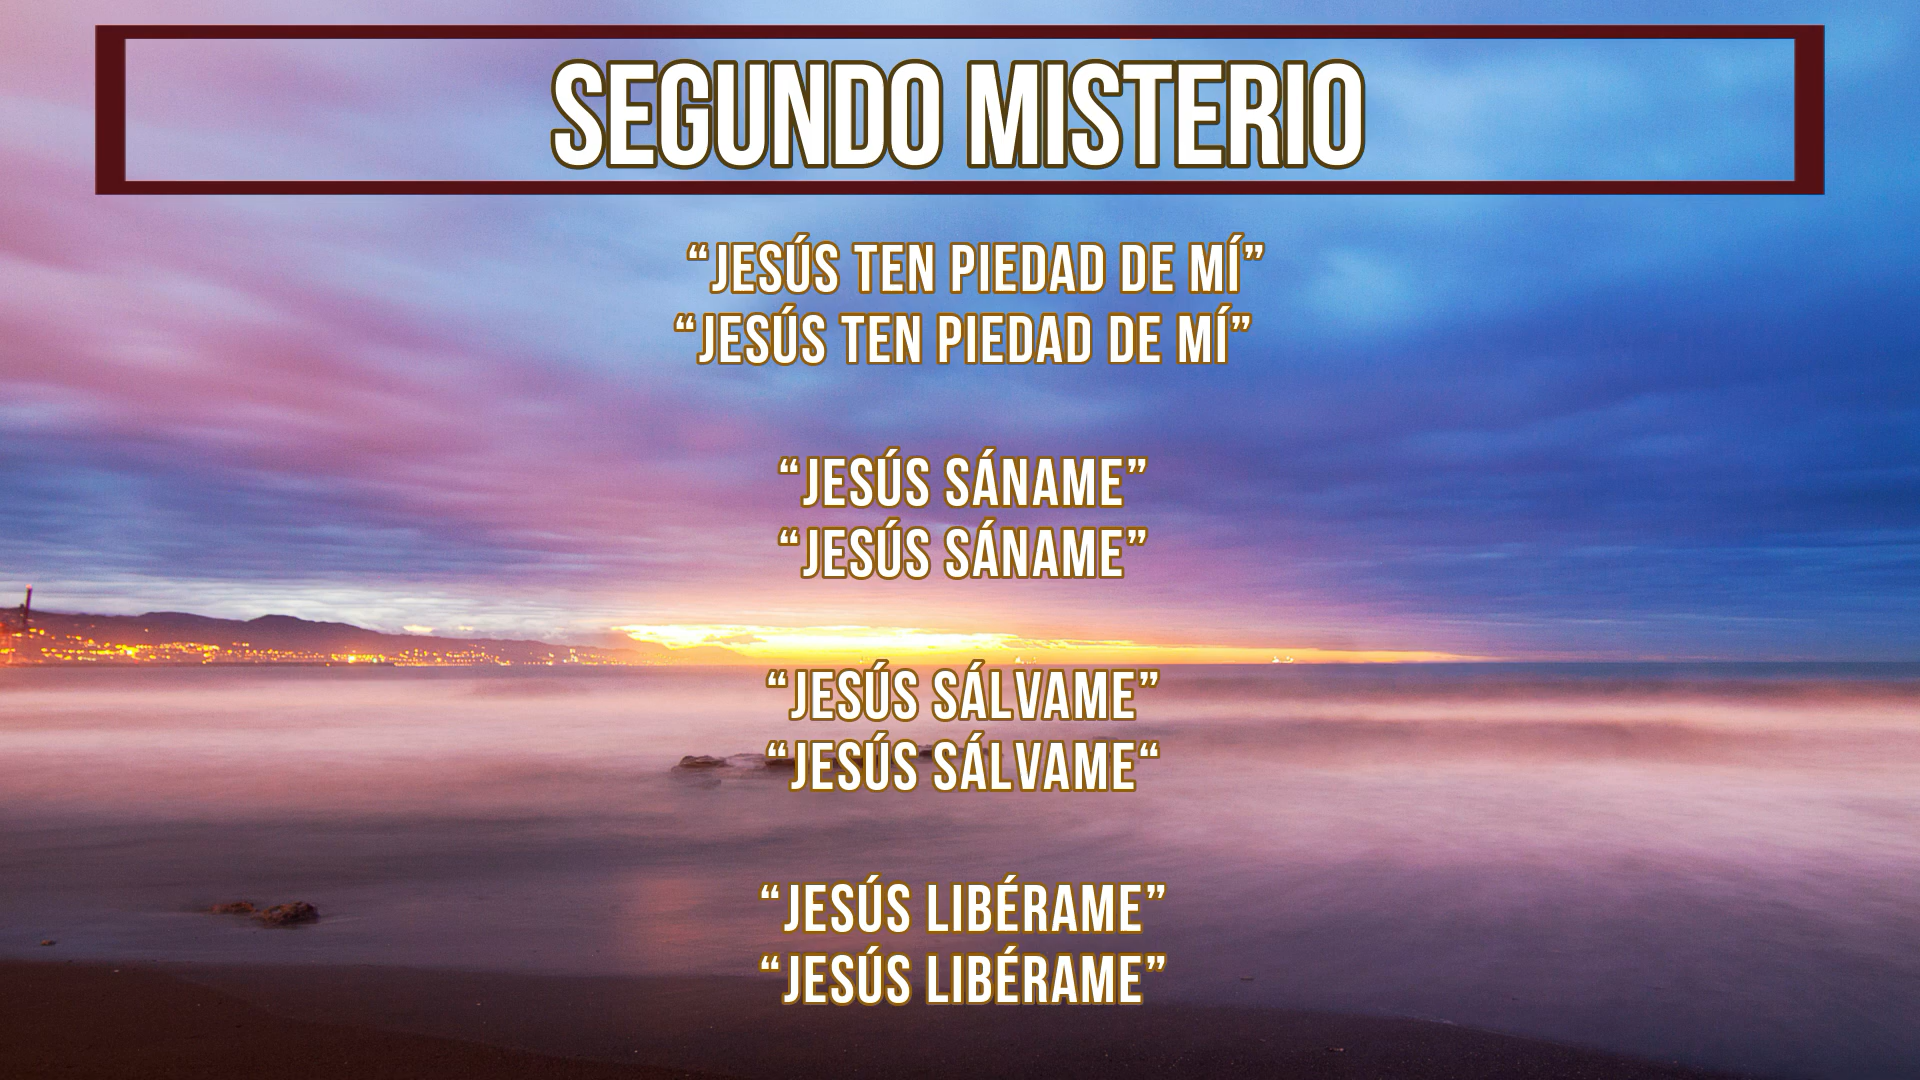 SEGUNDO MISTERIO
“JESÚS TEN PIEDAD DE MÍ”
“JESÚS TEN PIEDAD DE MÍ”
“JESÚS SÁNAME”
“JESÚS SÁNAME”
“JESÚS SÁLVAME”
“JESÚS SÁLVAME“
“JESÚS LIBÉRAME”
“JESÚS LIBÉRAME”